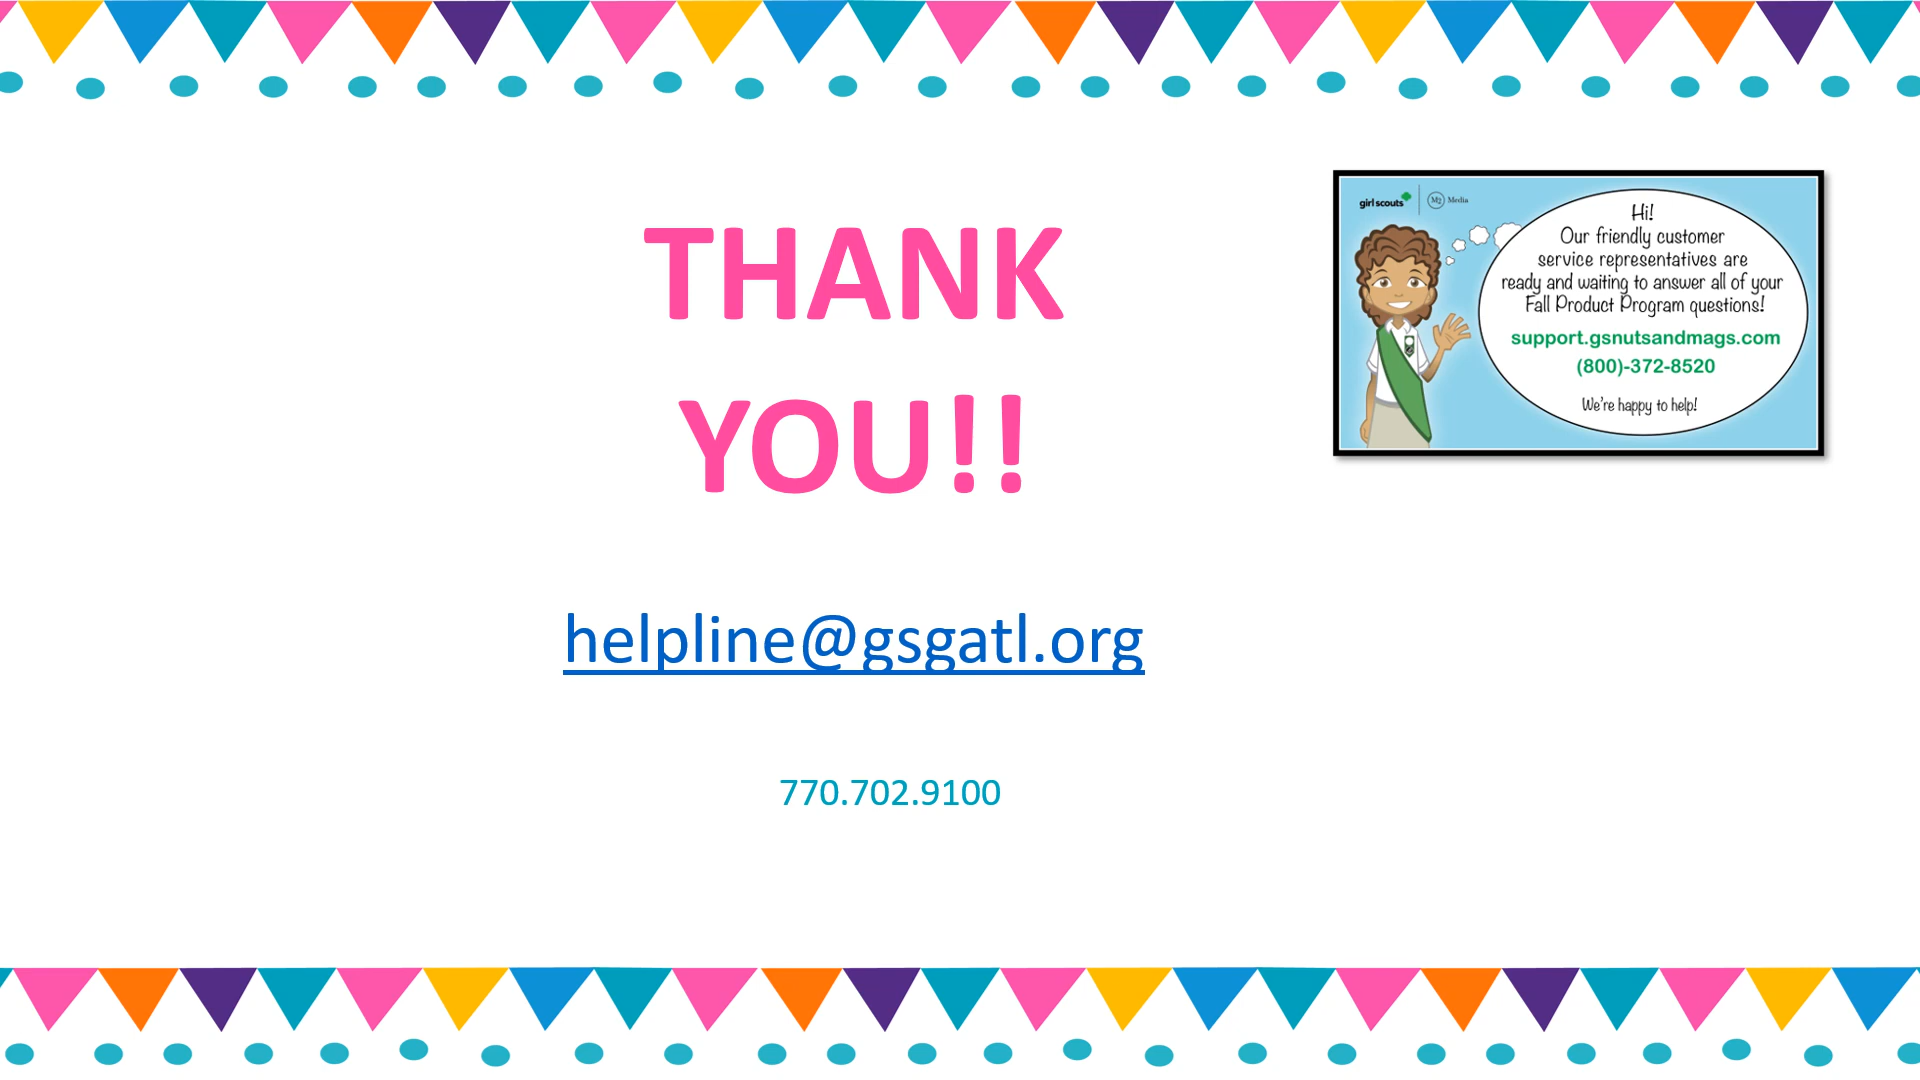 THANK
YOU!!
helpline@gsgatl.org
770.702.9100
girl scouts
M2 Media
Hi!
Our friendly customer
service representatives are
ready and waiting to answer all of your
Fall Product Program questions!
support.gsnutsandmags.com
(800)-372-8520
We're happy to help!